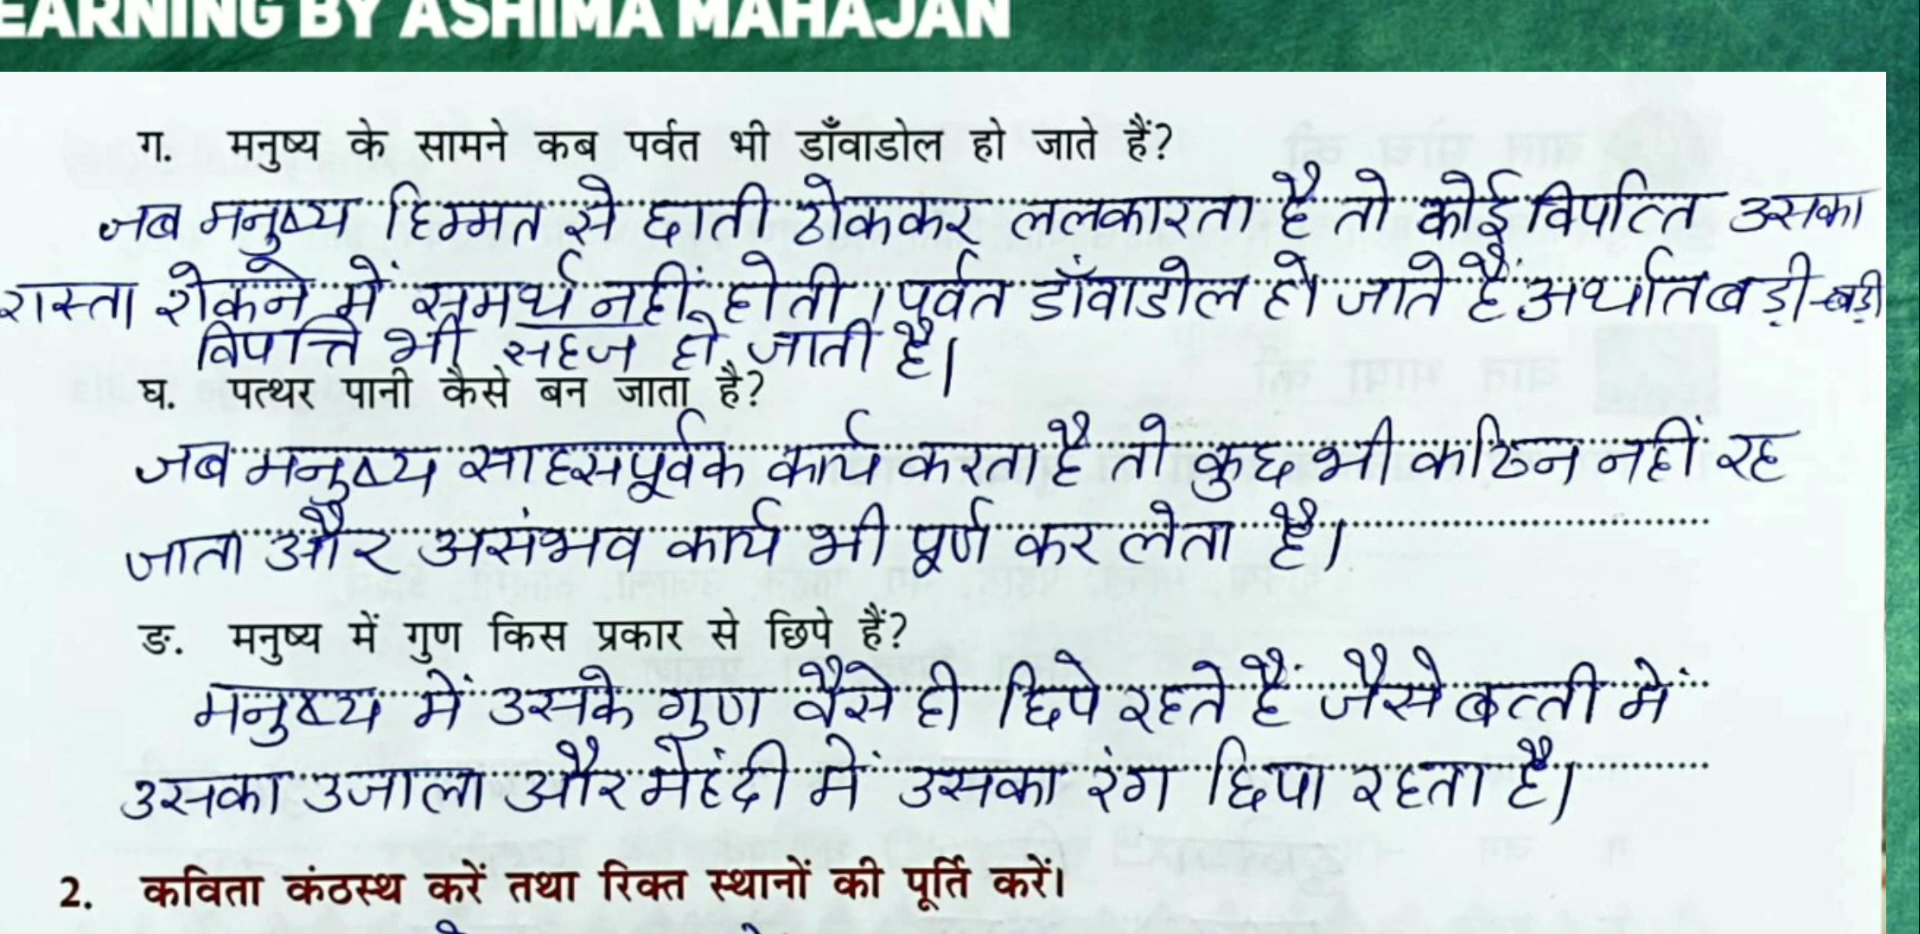 EARNING BY ASHIMA MAHAJAN
ग. मनुष्य के सामने कब पर्वत भी डाँवाडोल हो जाते हैं?
जब मनुष्य हिम्मत से छाती ठोककर ललकारता है तो कोई विपत्ति उसका
रास्ता रोकने में समर्थ नहीं होती। पर्वत डाँवाडोल हो जाते हैं अर्थात बड़ी-बड़ी
विपत्ति भी सहज हो जाती है।
घ. पत्थर पानी कैसे बन जाता है?
जब मनुष्य साहसपूर्वक कार्य करता है तो कुछ भी कठिन नहीं रह
जाता और असंभव कार्य भी पूर्ण कर लेता है।
ङ. मनुष्य में गुण किस प्रकार से छिपे हैं?
मनुष्य में उसके गुण वैसे ही छिपे रहते हैं जैसे बत्ती में
उसका उजाला और मेहंदी में उसका रंग छिपा रहता है।
2. कविता कंठस्थ करें तथा रिक्त स्थानों की पूर्ति करें।